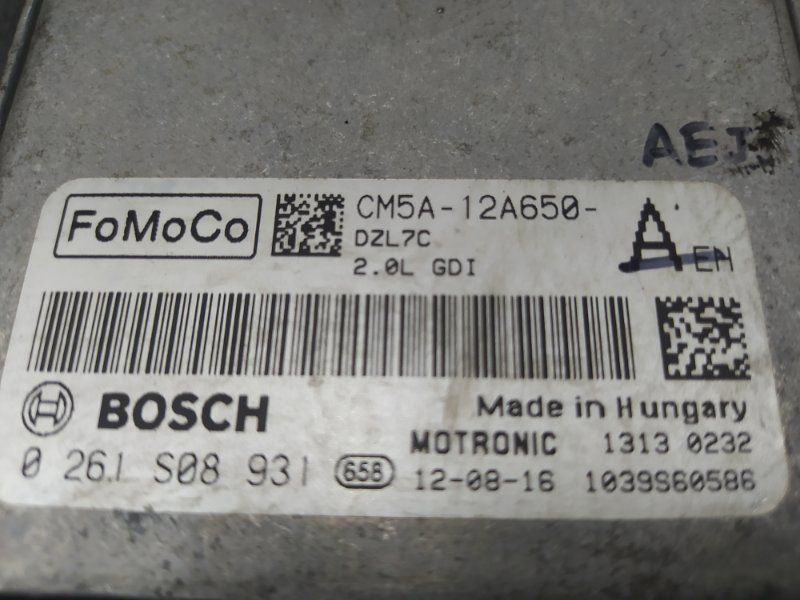 AEJ
FoMoCo
CM5A-12A650-
A EN
DZL7C
2.0L GDI
BOSCH
Made in Hungary
MOTRONIC 1313 0232
0 261 S08 931 658 12-08-16 1039S60586